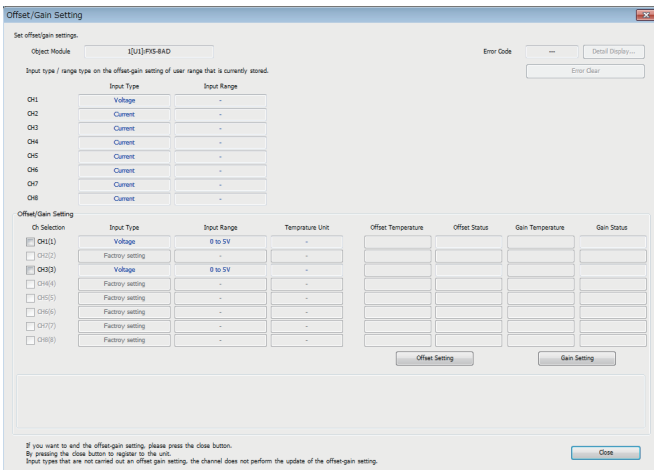 Offset/Gain Setting
Set offset/gain settings.
Object Module 1[U1]:FX5-8AD Error Code --- Detail Display...
Error Clear
Input type / range type on the offset-gain setting of user range that is currently stored.
Input Type Input Range
CH1 Voltage -
CH2 Current -
CH3 Current -
CH4 Current -
CH5 Current -
CH6 Current -
CH7 Current -
CH8 Current -
Offset/Gain Setting
Ch Selection Input Type Input Range Temprature Unit Offset Temperature Offset Status Gain Temperature Gain Status
CH1(1) Voltage 0 to 5V -
CH2(2) Factroy setting - -
CH3(3) Voltage 0 to 5V -
CH4(4) Factroy setting - -
CH5(5) Factroy setting - -
CH6(6) Factroy setting - -
CH7(7) Factroy setting - -
CH8(8) Factroy setting - -
Offset Setting Gain Setting
If you want to end the offset-gain setting, please press the close button.
By pressing the close button to register to the unit.
Input types that are not carried out an offset gain setting, the channel does not perform the update of the offset-gain setting.
Close